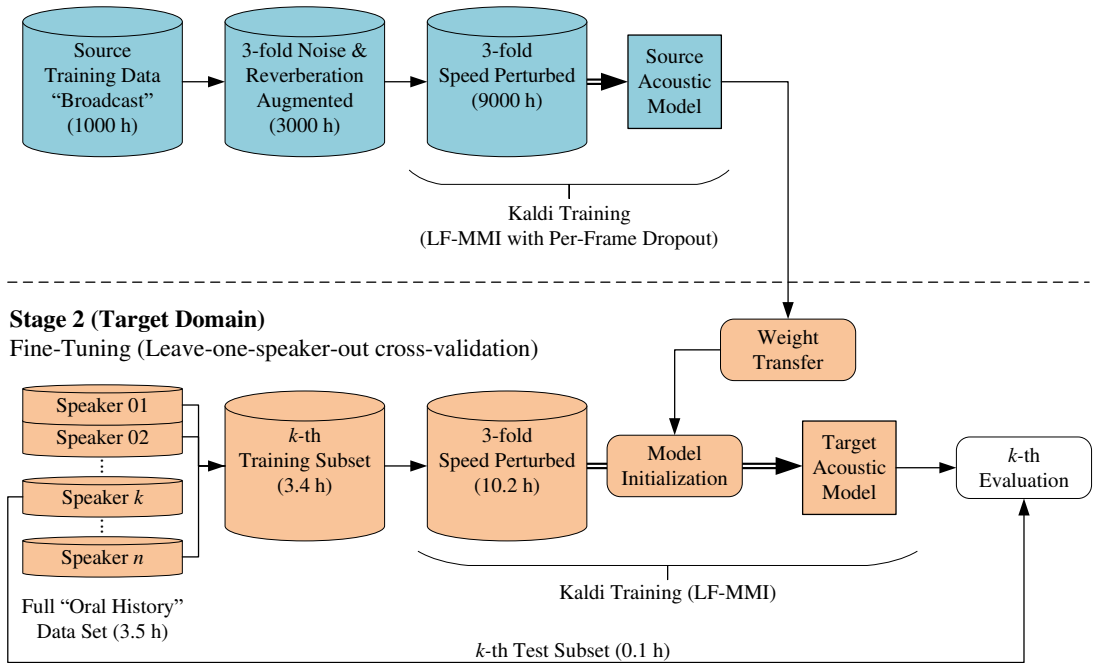 Source
Training Data
“Broadcast”
(1000 h)
3-fold Noise &
Reverberation
Augmented
(3000 h)
3-fold
Speed Perturbed
(9000 h)
Source
Acoustic
Model
Kaldi Training
(LF-MMI with Per-Frame Dropout)
Stage 2 (Target Domain)
Fine-Tuning (Leave-one-speaker-out cross-validation)
Weight
Transfer
Speaker 01
Speaker 02
Speaker k
Speaker n
Full “Oral History”
Data Set (3.5 h)
k-th
Training Subset
(3.4 h)
3-fold
Speed Perturbed
(10.2 h)
Model
Initialization
Target
Acoustic
Model
k-th
Evaluation
Kaldi Training (LF-MMI)
k-th Test Subset (0.1 h)